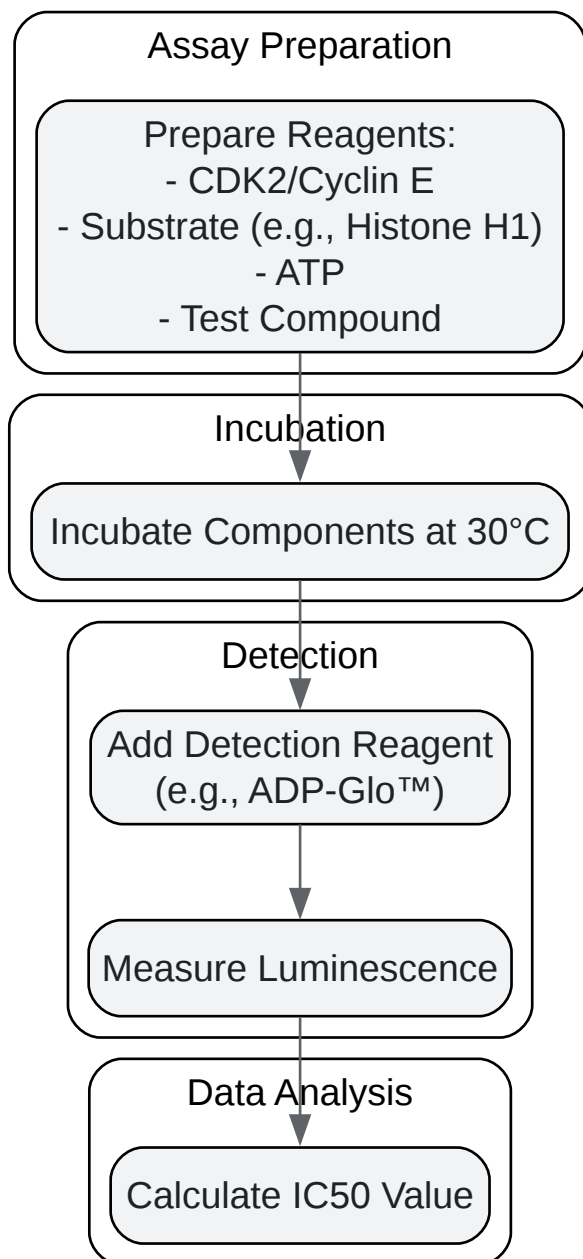 Assay Preparation
Prepare Reagents:
- CDK2/Cyclin E
- Substrate (e.g., Histone H1)
- ATP
- Test Compound
Incubation
Incubate Components at 30°C
Detection
Add Detection Reagent
(e.g., ADP-Glo™)
Measure Luminescence
Data Analysis
Calculate IC50 Value